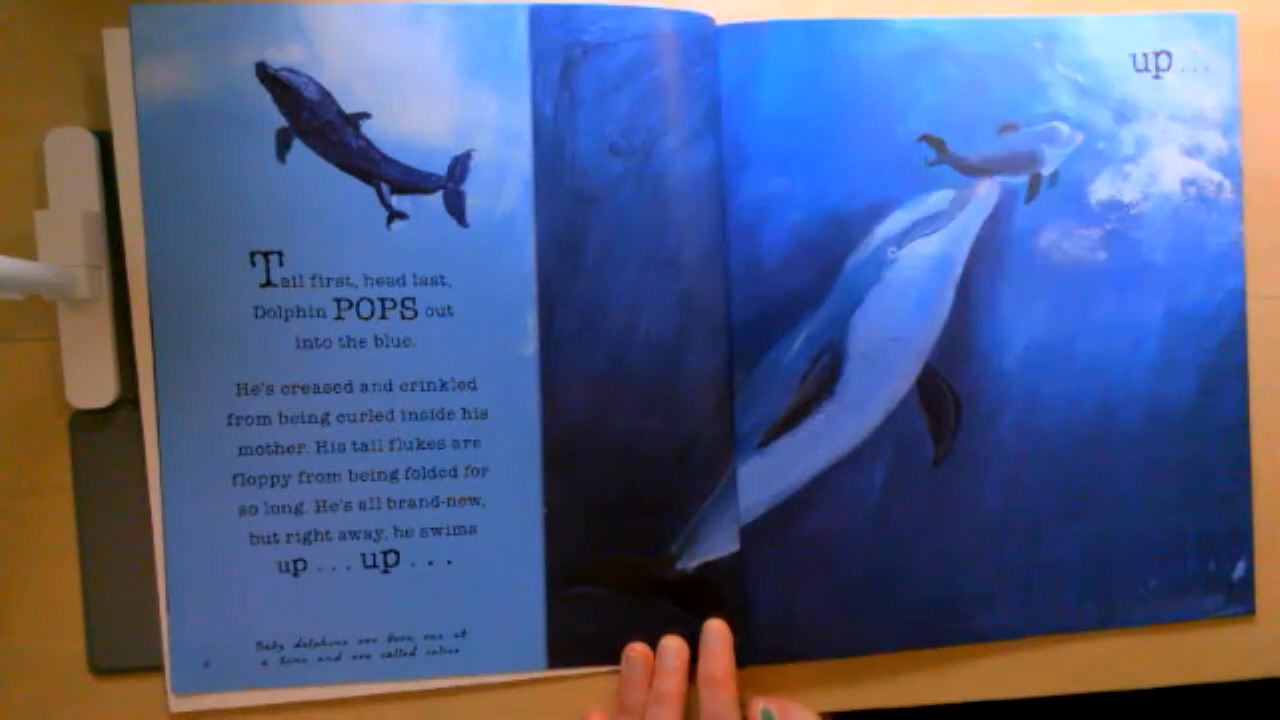 Tail first, head last,
Dolphin POPS out
into the blue.
He's creased and crinkled
from being curled inside his
mother. His tail flukes are
floppy from being folded for
so long. He's all brand-new,
but right away, he swims
up . . . up . . .
Baby dolphins are born one at
a time and are called calves
up . . .